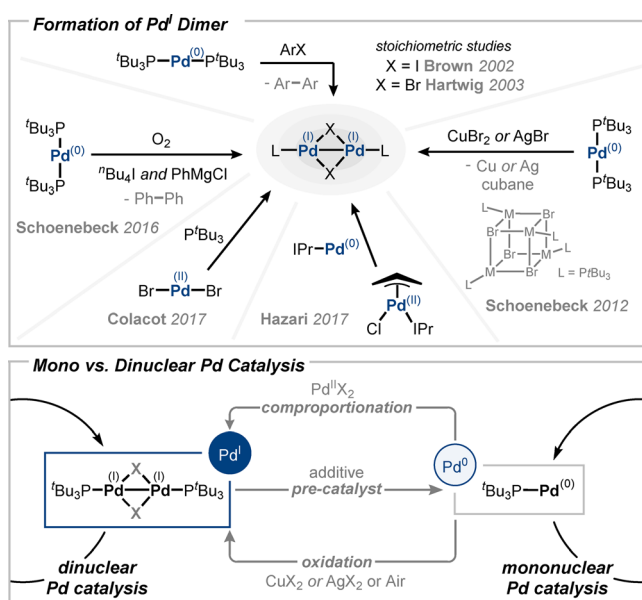 Formation of Pdᴵ Dimer
ᵗBu₃P—Pd⁽⁰⁾—PᵗBu₃
ArX
- Ar–Ar
stoichiometric studies
X = I Brown 2002
X = Br Hartwig 2003
ᵗBu₃P
Pd⁽⁰⁾
ᵗBu₃P
O₂
ⁿBu₄I and PhMgCl
- Ph–Ph
Schoenebeck 2016
X
(I) (I)
L—Pd—Pd—L
X
CuBr₂ or AgBr
- Cu or Ag
cubane
PᵗBu₃
Pd⁽⁰⁾
PᵗBu₃
L
M Br
Br M L
L
Br M
M Br
L
L = PtBu₃
Schoenebeck 2012
PᵗBu₃
(II)
Br—Pd—Br
Colacot 2017
IPr—Pd⁽⁰⁾
Pd⁽ᴵᴵ⁾
Cl IPr
Hazari 2017
Mono vs. Dinuclear Pd Catalysis
PdᴵᴵX₂
comproportionation
Pdᴵ
Pd⁰
X
(I) (I)
ᵗBu₃P—Pd—Pd—PᵗBu₃
X
additive
pre-catalyst
ᵗBu₃P—Pd⁽⁰⁾
oxidation
CuX₂ or AgX₂ or Air
dinuclear
Pd catalysis
mononuclear
Pd catalysis